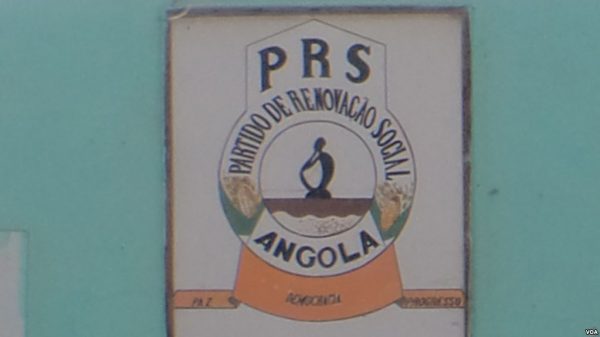 PRS
PARTIDO DE RENOVAÇÃO SOCIAL
ANGOLA
PAZ DEMOCRACIA PROGRESSO
VOA